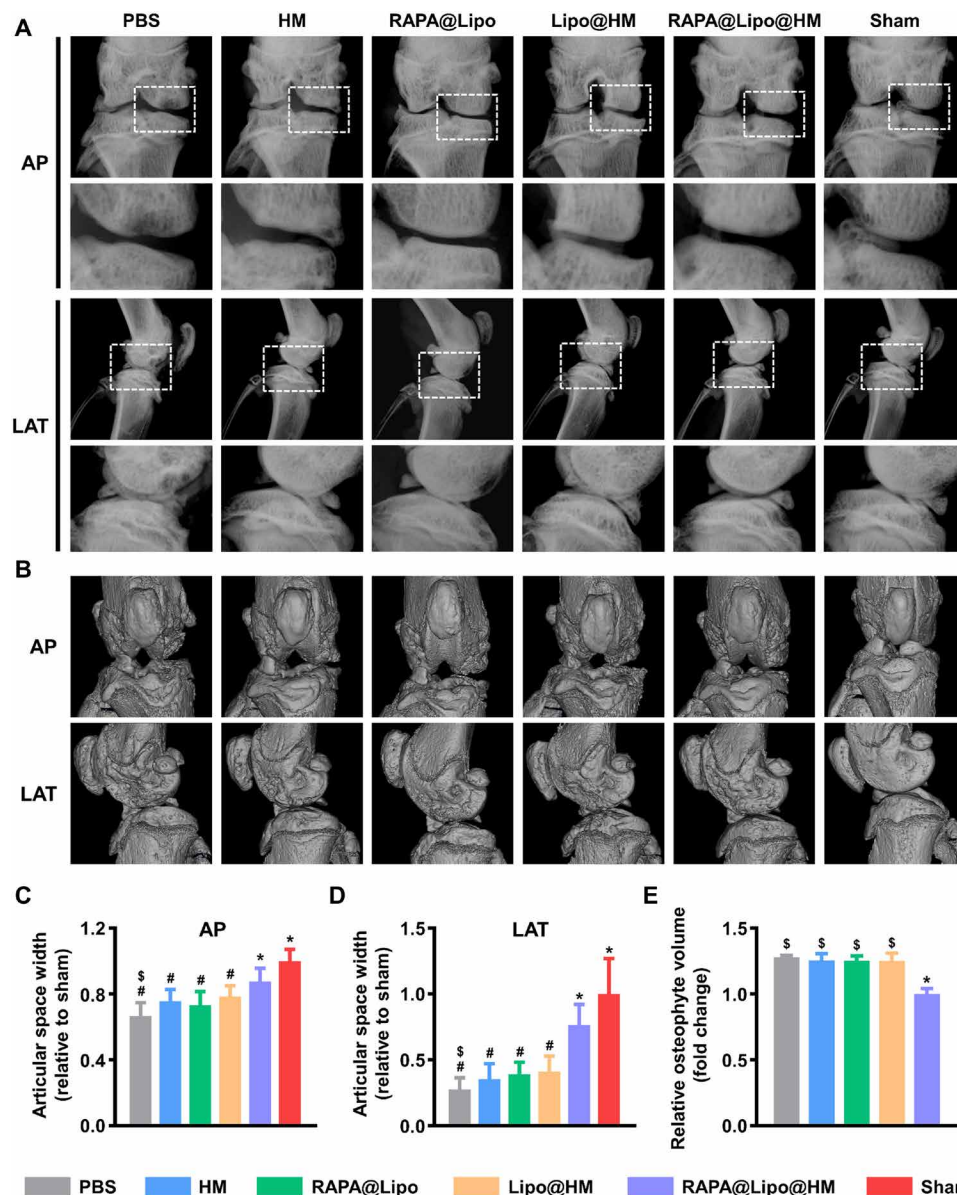 A
PBS HM RAPA@Lipo Lipo@HM RAPA@Lipo@HM Sham
AP
LAT
B
AP
LAT
C D E
AP LAT
Articular space width
(relative to sham)
1.2
0.8
0.4
0.0
$
#
#
#
#
*
*
Articular space width
(relative to sham)
1.5
1.0
0.5
0.0
$
#
#
#
#
*
*
Relative osteophyte volume
(fold change)
1.5
1.0
0.5
0.0
$
$
$
$
*
PBS HM RAPA@Lipo Lipo@HM RAPA@Lipo@HM Shar